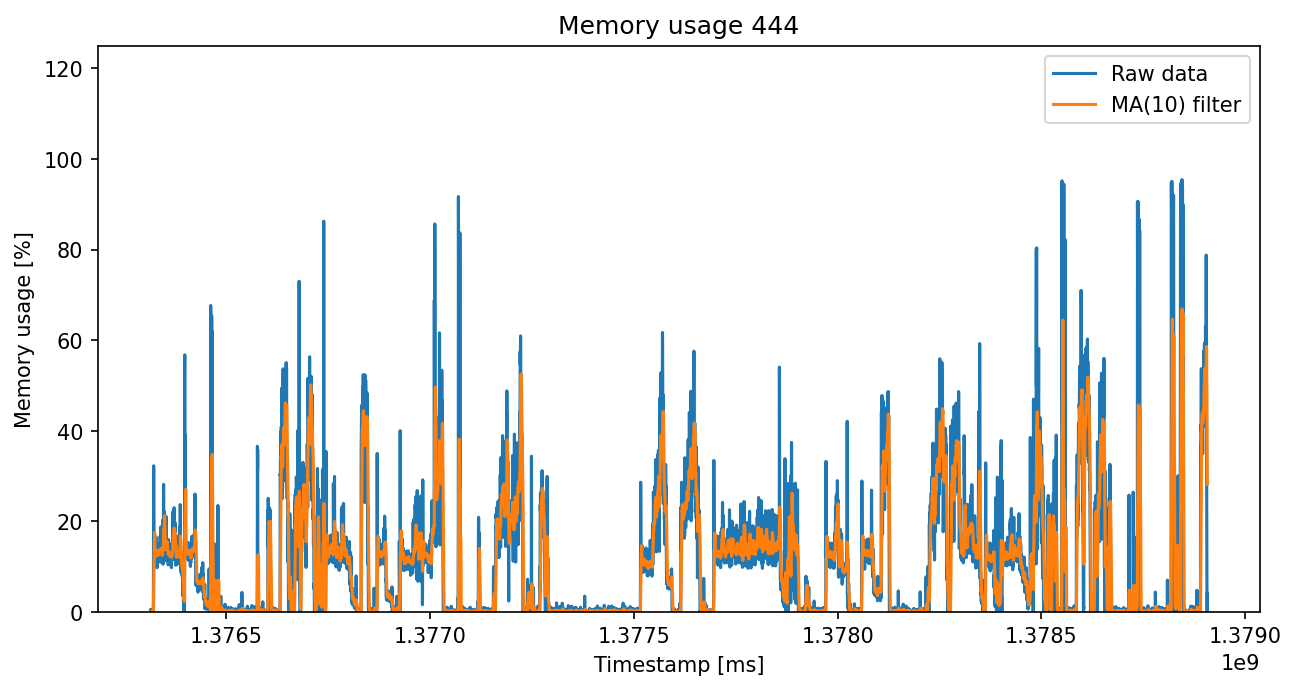 Memory usage 444
Raw data
MA(10) filter
Memory usage [%]
120
100
80
60
40
20
0
1.3765 1.3770 1.3775 1.3780 1.3785 1.3790
1e9
Timestamp [ms]